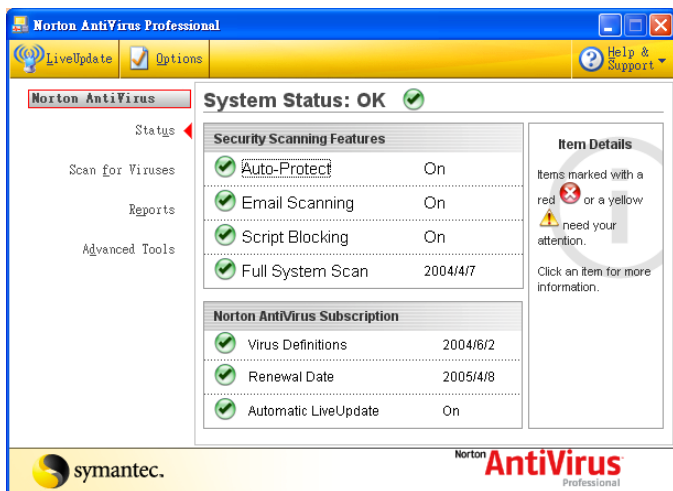 Norton AntiVirus Professional
LiveUpdate
Options
Help & Support
Norton AntiVirus
Status
Scan for Viruses
Reports
Advanced Tools
System Status: OK
Security Scanning Features
Auto-Protect On
Email Scanning On
Script Blocking On
Full System Scan 2004/4/7
Norton AntiVirus Subscription
Virus Definitions 2004/6/2
Renewal Date 2005/4/8
Automatic LiveUpdate On
Item Details
Items marked with a
red or a yellow
need your
attention.
Click an item for more
information.
symantec.
Norton AntiVirus
Professional